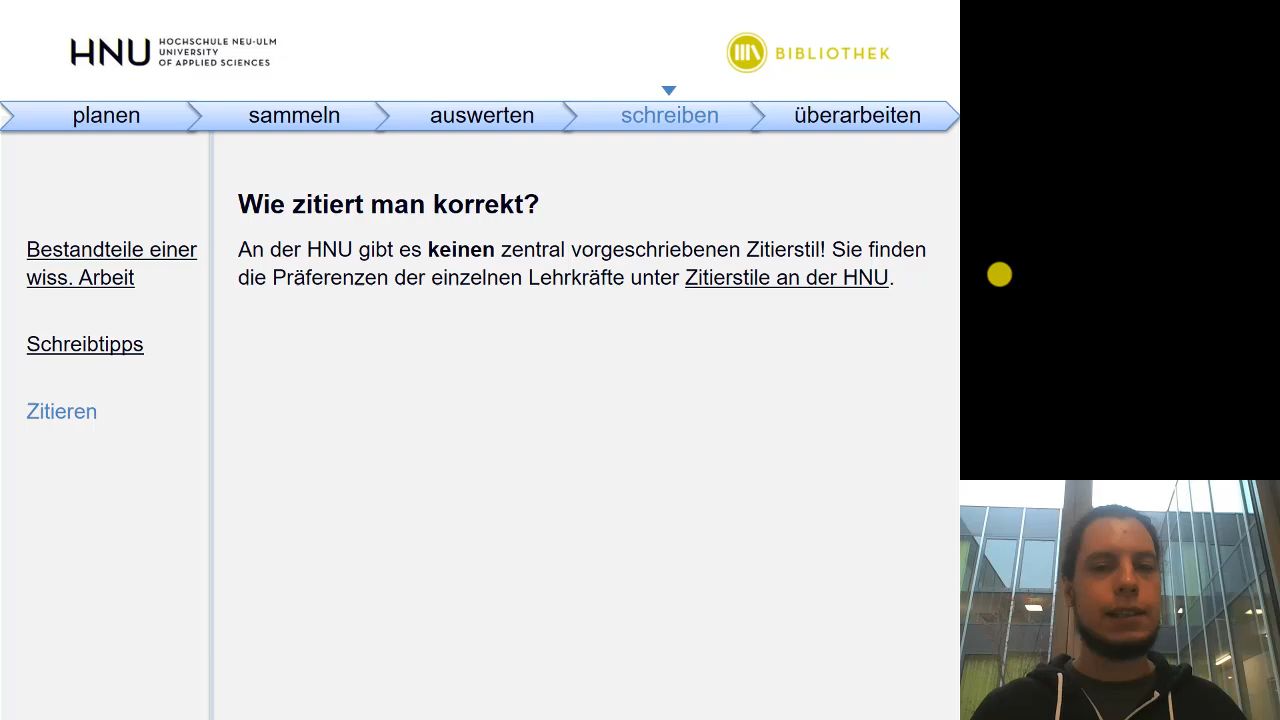 HNU HOCHSCHULE NEU-ULM
UNIVERSITY
OF APPLIED SCIENCES
BIBLIOTHEK
planen sammeln auswerten schreiben überarbeiten
Wie zitiert man korrekt?
Bestandteile einer
wiss. Arbeit
Schreibtipps
Zitieren
An der HNU gibt es keinen zentral vorgeschriebenen Zitierstil! Sie finden
die Präferenzen der einzelnen Lehrkräfte unter Zitierstile an der HNU.